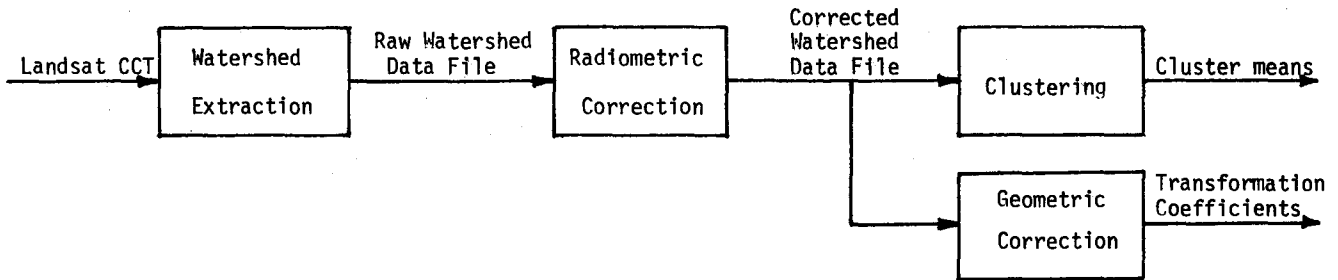 Landsat CCT
Watershed
Extraction
Raw Watershed
Data File
Radiometric
Correction
Corrected
Watershed
Data File
Clustering
Cluster means
Geometric
Correction
Transformation
Coefficients